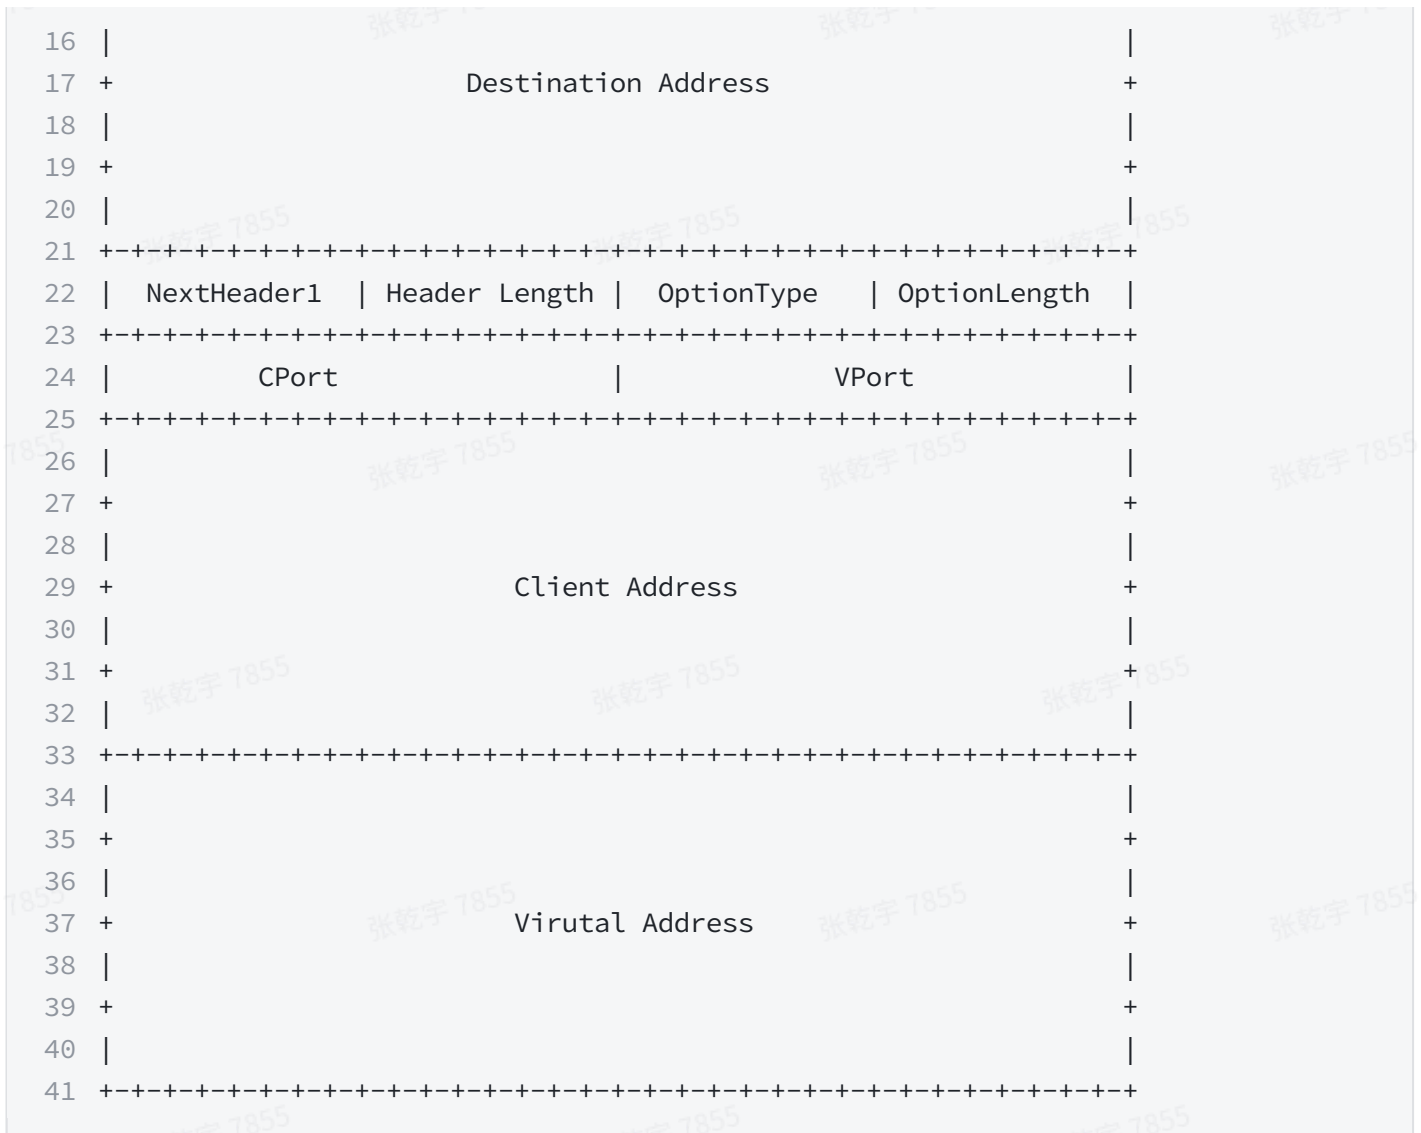 16 |                                                               |
17 +                      Destination Address                      +
18 |                                                               |
19 +                                                               +
20 |                                                               |
21 +-+-+-+-+-+-+-+-+-+-+-+-+-+-+-+-+-+-+-+-+-+-+-+-+-+-+-+-+-+-+-+-+
22 |  NextHeader1  | Header Length |  OptionType   | OptionLength  |
23 +-+-+-+-+-+-+-+-+-+-+-+-+-+-+-+-+-+-+-+-+-+-+-+-+-+-+-+-+-+-+-+-+
24 |         CPort                 |             VPort             |
25 +-+-+-+-+-+-+-+-+-+-+-+-+-+-+-+-+-+-+-+-+-+-+-+-+-+-+-+-+-+-+-+-+
26 |                                                               |
27 +                                                               +
28 |                                                               |
29 +                         Client Address                        +
30 |                                                               |
31 +                                                               +
32 |                                                               |
33 +-+-+-+-+-+-+-+-+-+-+-+-+-+-+-+-+-+-+-+-+-+-+-+-+-+-+-+-+-+-+-+-+
34 |                                                               |
35 +                                                               +
36 |                                                               |
37 +                         Virutal Address                       +
38 |                                                               |
39 +                                                               +
40 |                                                               |
41 +-+-+-+-+-+-+-+-+-+-+-+-+-+-+-+-+-+-+-+-+-+-+-+-+-+-+-+-+-+-+-+-+
张乾宇 7855